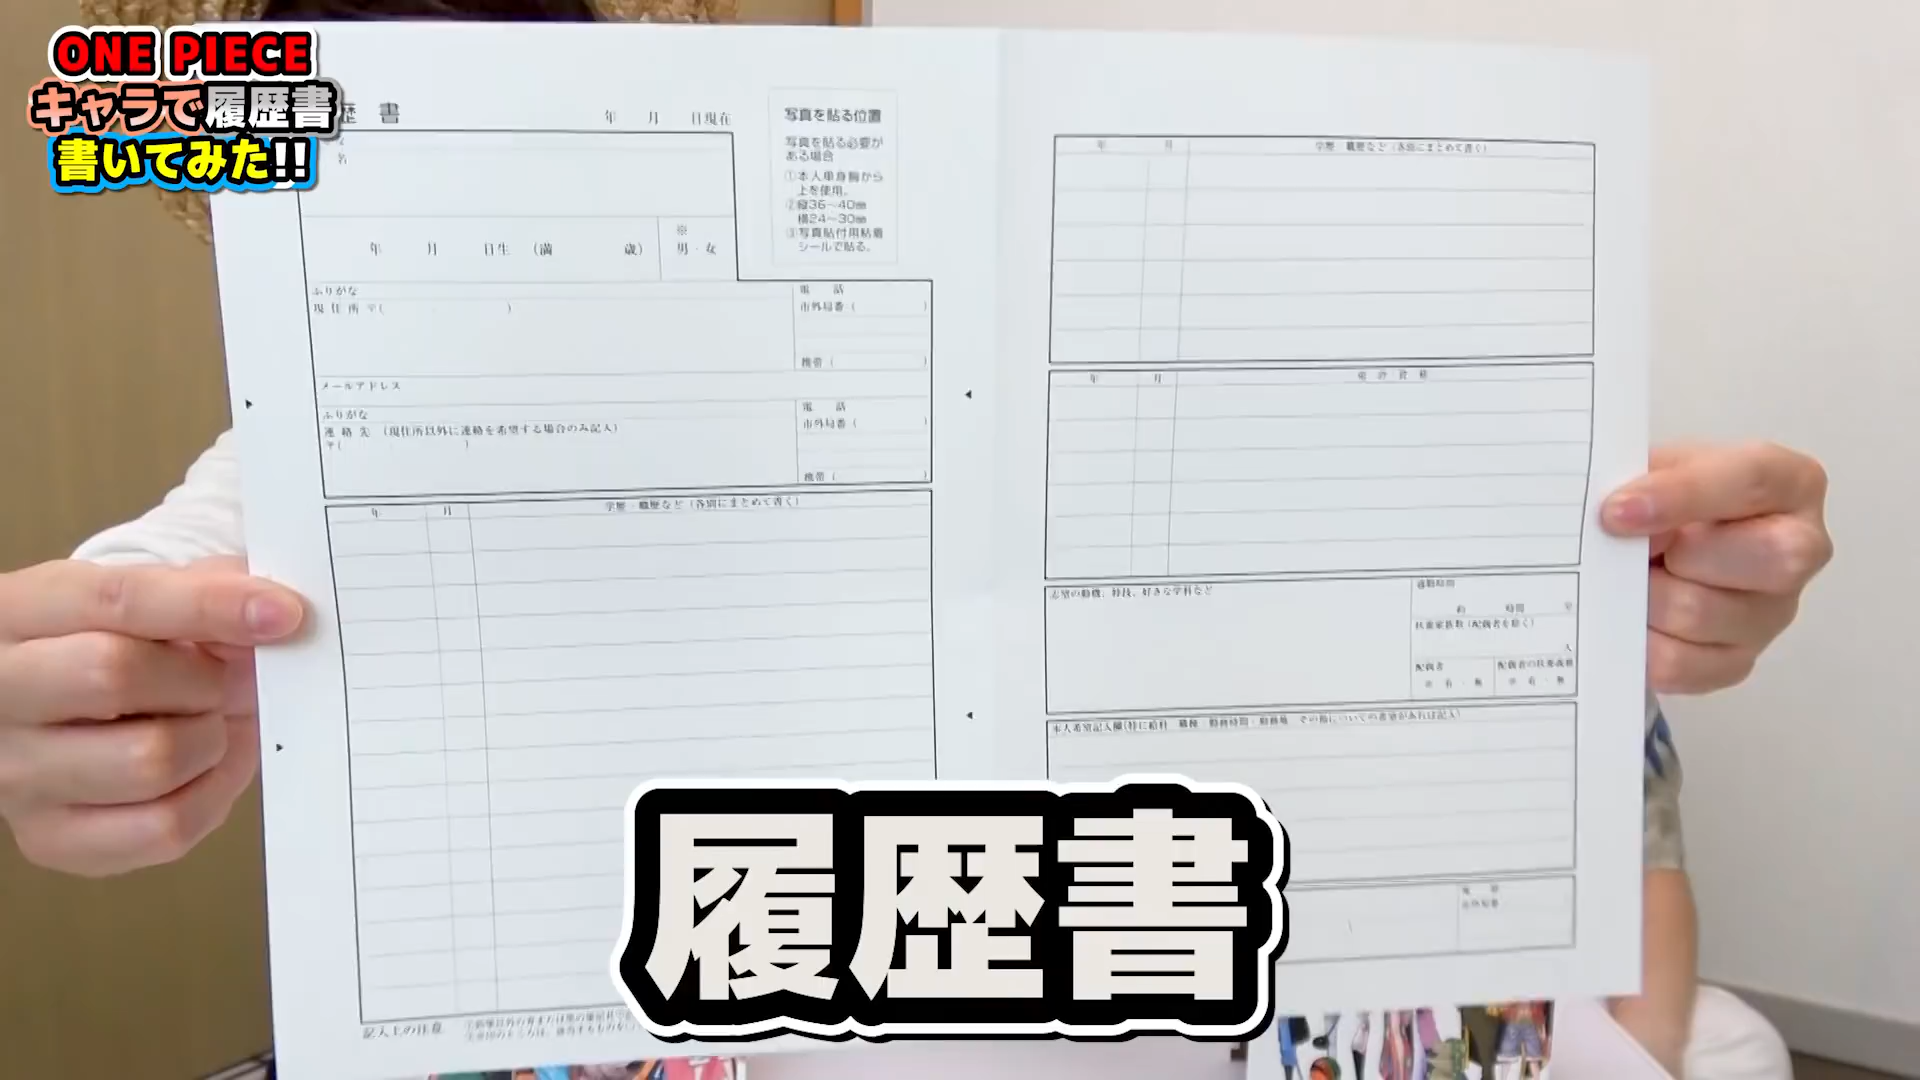 ONE PIECE
キャラで履歴書
書いてみた!!
歴 書
年 月 日現在
名
年 月 日生 (満 歳)
※
男・女
写真を貼る位置
写真を貼る必要が
ある場合
①本人単身胸から
上を使用。
②縦36〜40㎜
横24〜30㎜
③写真貼付用粘着
シールで貼る。
ふりがな
現住所 〒( )
電 話
市外局番 ( )
携帯 ( )
メールアドレス
ふりがな
連絡先 (現住所以外に連絡を希望する場合のみ記入)
〒( )
電 話
市外局番 ( )
携帯 ( )
年 月 学歴・職歴など (各別にまとめて書く)
記入上の注意
年 月 学歴・職歴など (各別にまとめて書く)
年 月 免許・資格
志望の動機、特技、好きな学科など
通勤時間
約 時間 分
扶養家族数(配偶者を除く)
人
配偶者
※ 有・無
配偶者の扶養義務
※ 有・無
本人希望記入欄(特に給料・職種・勤務時間・勤務地・その他についての希望があれば記入)
電 話
市外局番
履歴書